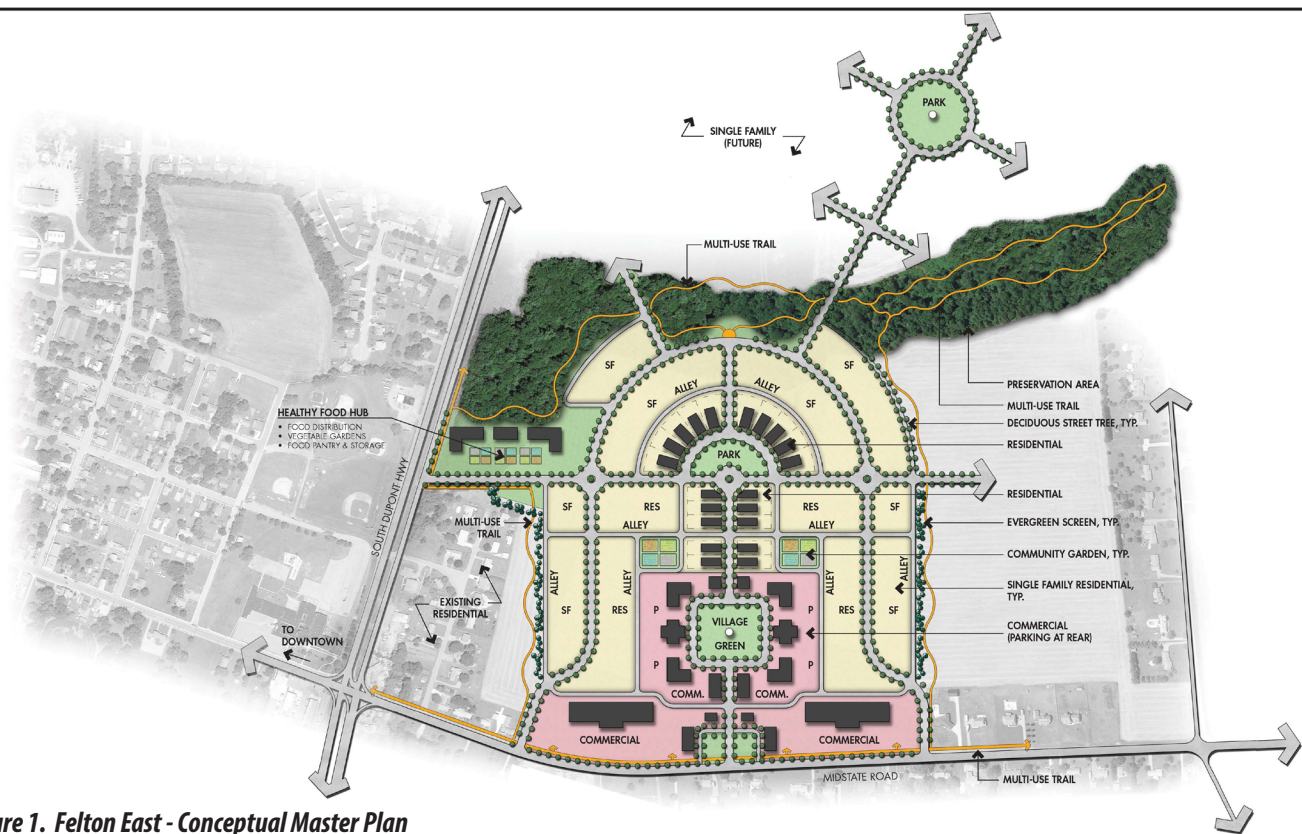 PARK
SINGLE FAMILY
(FUTURE)
MULTI-USE TRAIL
SF
SF
ALLEY
ALLEY
SF
SF
PRESERVATION AREA
MULTI-USE TRAIL
DECIDUOUS STREET TREE, TYP.
RESIDENTIAL
HEALTHY FOOD HUB
• FOOD DISTRIBUTION
• VEGETABLE GARDENS
• FOOD PANTRY & STORAGE
PARK
SOUTH DUPONT HWY
RESIDENTIAL
SF
RES
RES
SF
MULTI-USE
TRAIL
ALLEY
ALLEY
EVERGREEN SCREEN, TYP.
COMMUNITY GARDEN, TYP.
ALLEY
ALLEY
ALLEY
ALLEY
SINGLE FAMILY RESIDENTIAL,
TYP.
EXISTING
RESIDENTIAL
SF
RES
P
P
RES
SF
VILLAGE
GREEN
COMMERCIAL
(PARKING AT REAR)
TO
DOWNTOWN
P
P
COMM.
COMM.
COMMERCIAL
COMMERCIAL
MIDSTATE ROAD
MULTI-USE TRAIL
ure 1. Felton East - Conceptual Master Plan